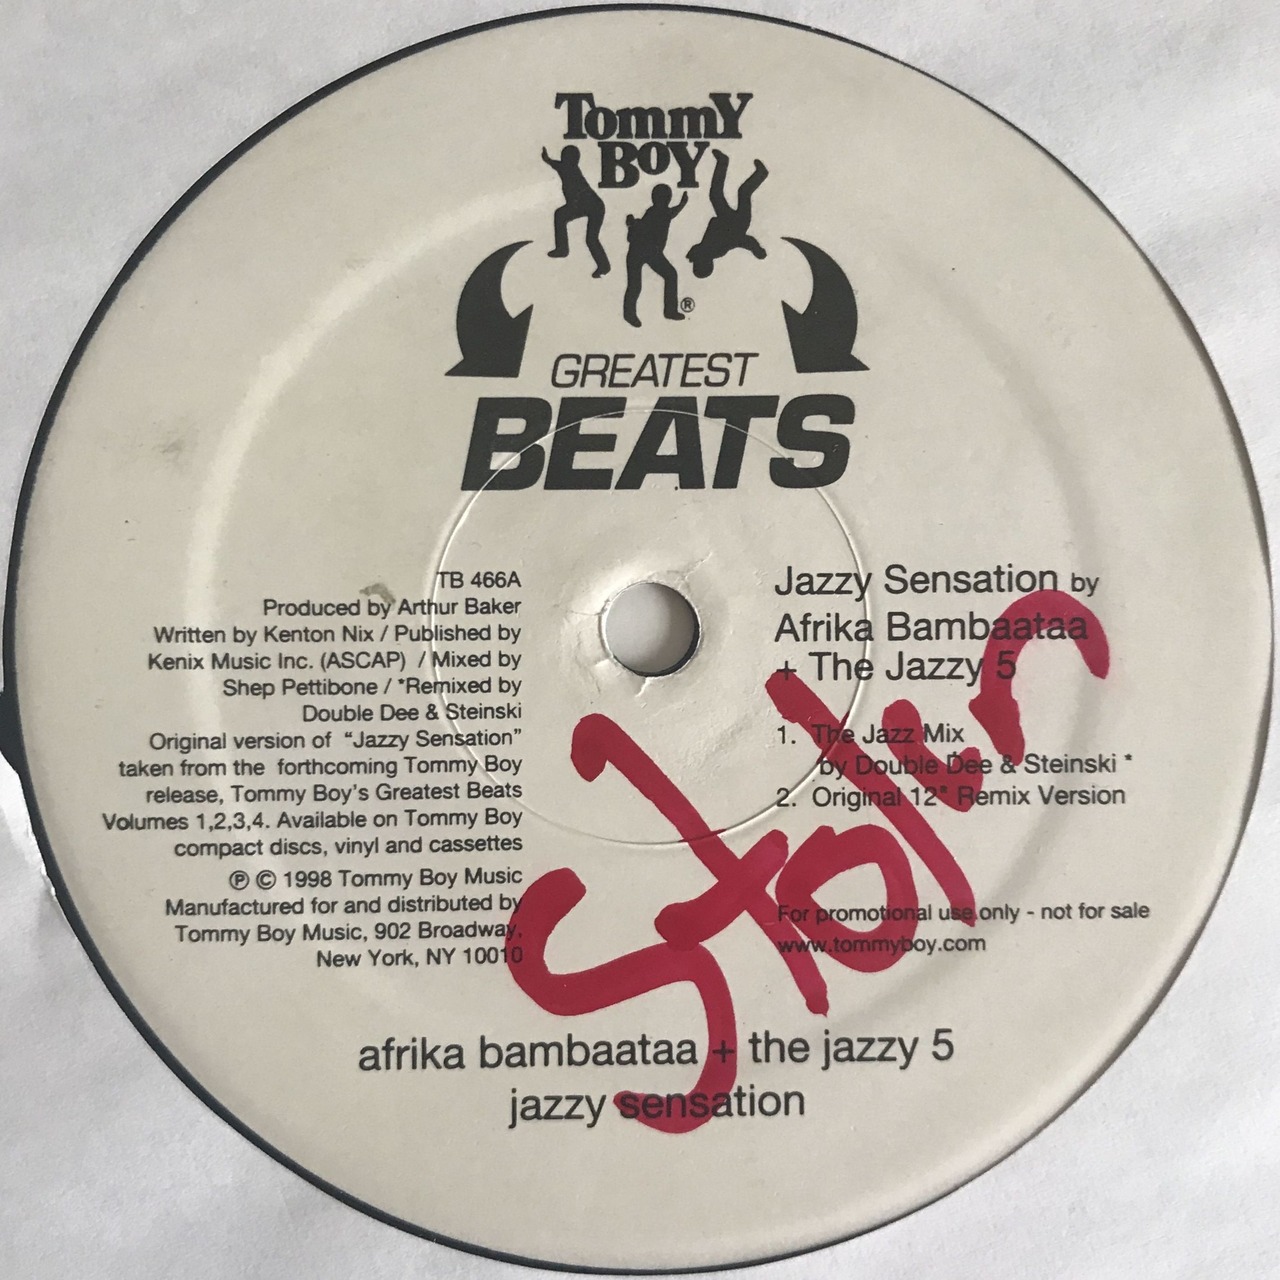 TommY
BoY
®
GREATEST
BEATS
TB 466A
Produced by Arthur Baker
Written by Kenton Nix / Published by
Kenix Music Inc. (ASCAP) / Mixed by
Shep Pettibone / *Remixed by
Double Dee & Steinski
Original version of "Jazzy Sensation"
taken from the forthcoming Tommy Boy
release, Tommy Boy's Greatest Beats
Volumes 1,2,3,4. Available on Tommy Boy
compact discs, vinyl and cassettes
℗ © 1998 Tommy Boy Music
Manufactured for and distributed by
Tommy Boy Music, 902 Broadway,
New York, NY 10010
Jazzy Sensation by
Afrika Bambaataa
+ The Jazzy 5
1. The Jazz Mix
by Double Dee & Steinski *
2. Original 12" Remix Version
For promotional use only - not for sale
www.tommyboy.com
Stolen
afrika bambaataa + the jazzy 5
jazzy sensation